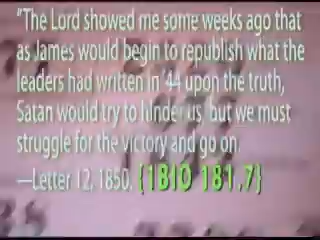 "The Lord showed me some weeks ago that
as James would begin to republish what the
leaders had written in '44 upon the truth,
Satan would try to hinder us, but we must
struggle for the victory and go on.
—Letter 12, 1850. {1BIO 181.7}